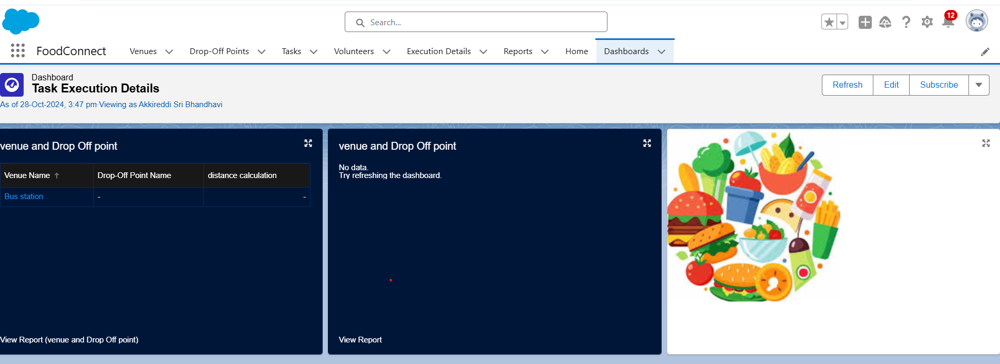 Search...
12
FoodConnect
Venues
Drop-Off Points
Tasks
Volunteers
Execution Details
Reports
Home
Dashboards
Dashboard
Task Execution Details
As of 28-Oct-2024, 3:47 pm·Viewing as Akkireddi Sri Bhandhavi
Refresh
Edit
Subscribe
venue and Drop Off point
Venue Name
Drop-Off Point Name
distance calculation
Bus station
-
-
View Report (venue and Drop Off point)
venue and Drop Off point
No data.
Try refreshing the dashboard.
View Report